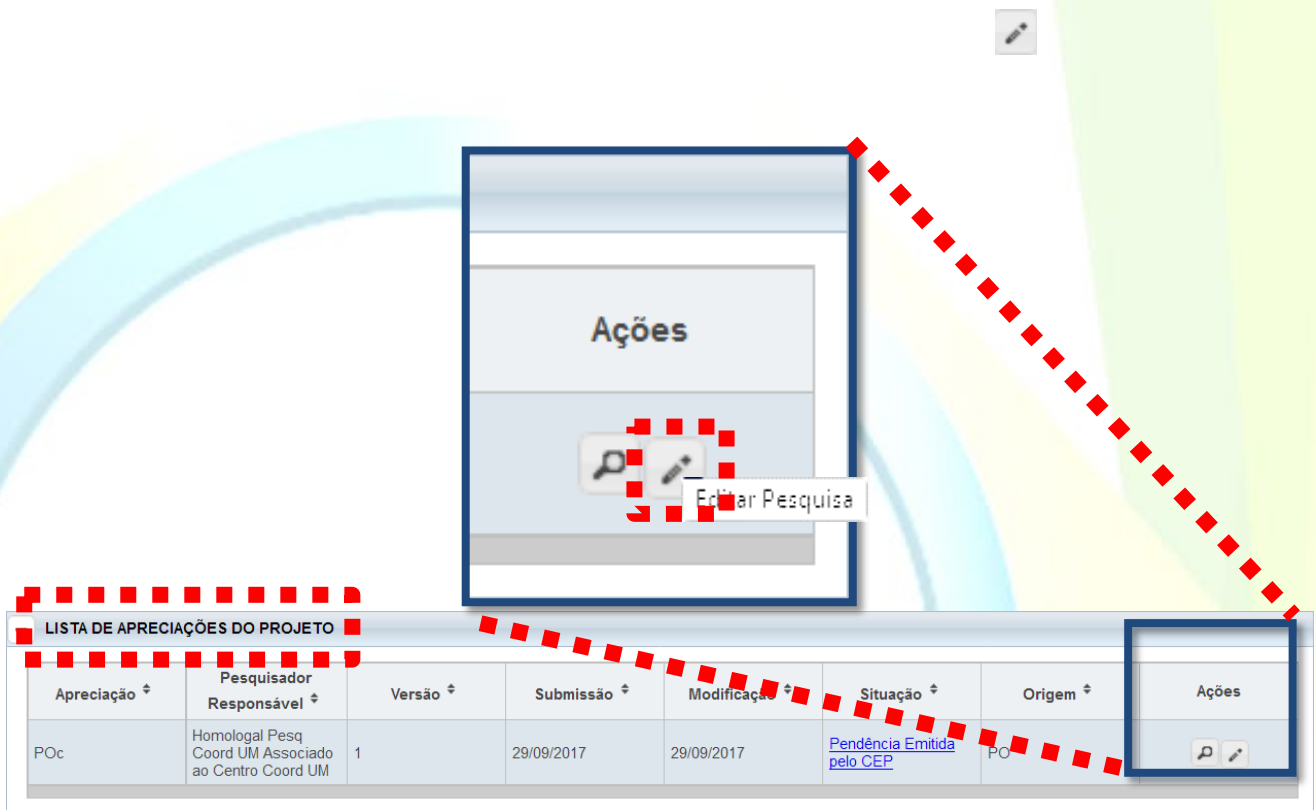 Ações
Editar Pesquisa
LISTA DE APRECIAÇÕES DO PROJETO
Apreciação
Pesquisador
Responsável
Versão
Submissão
Modificação
Situação
Origem
Ações
POc
Homologal Pesq
Coord UM Associado
ao Centro Coord UM
1
29/09/2017
29/09/2017
Pendência Emitida
pelo CEP
PO